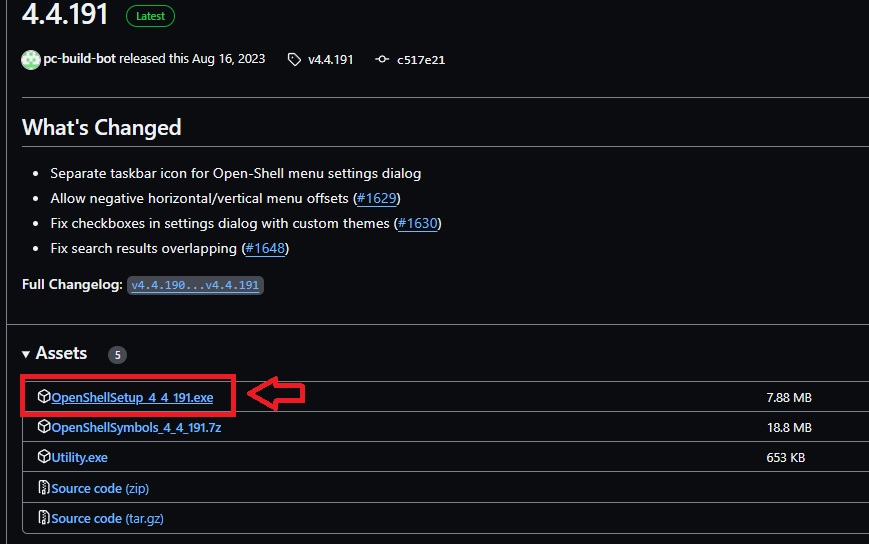 4.4.191 Latest
pc-build-bot released this Aug 16, 2023 v4.4.191 c517e21
What's Changed
Separate taskbar icon for Open-Shell menu settings dialog
Allow negative horizontal/vertical menu offsets (#1629)
Fix checkboxes in settings dialog with custom themes (#1630)
Fix search results overlapping (#1648)
Full Changelog: v4.4.190...v4.4.191
Assets 5
OpenShellSetup_4_4_191.exe 7.88 MB
OpenShellSymbols_4_4_191.7z 18.8 MB
Utility.exe 653 KB
Source code (zip)
Source code (tar.gz)